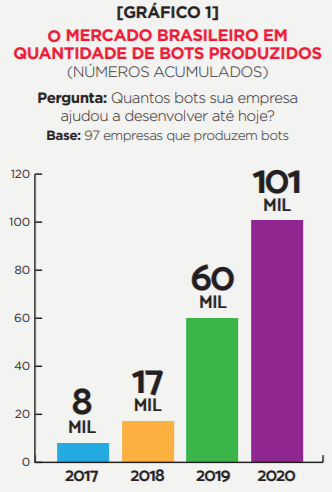 [GRÁFICO 1]
O MERCADO BRASILEIRO EM
QUANTIDADE DE BOTS PRODUZIDOS
(NÚMEROS ACUMULADOS)
Pergunta: Quantos bots sua empresa
ajudou a desenvolver até hoje?
Base: 97 empresas que produzem bots
120
100
80
60
40
20
0
8
MIL
17
MIL
60
MIL
101
MIL
2017 2018 2019 2020